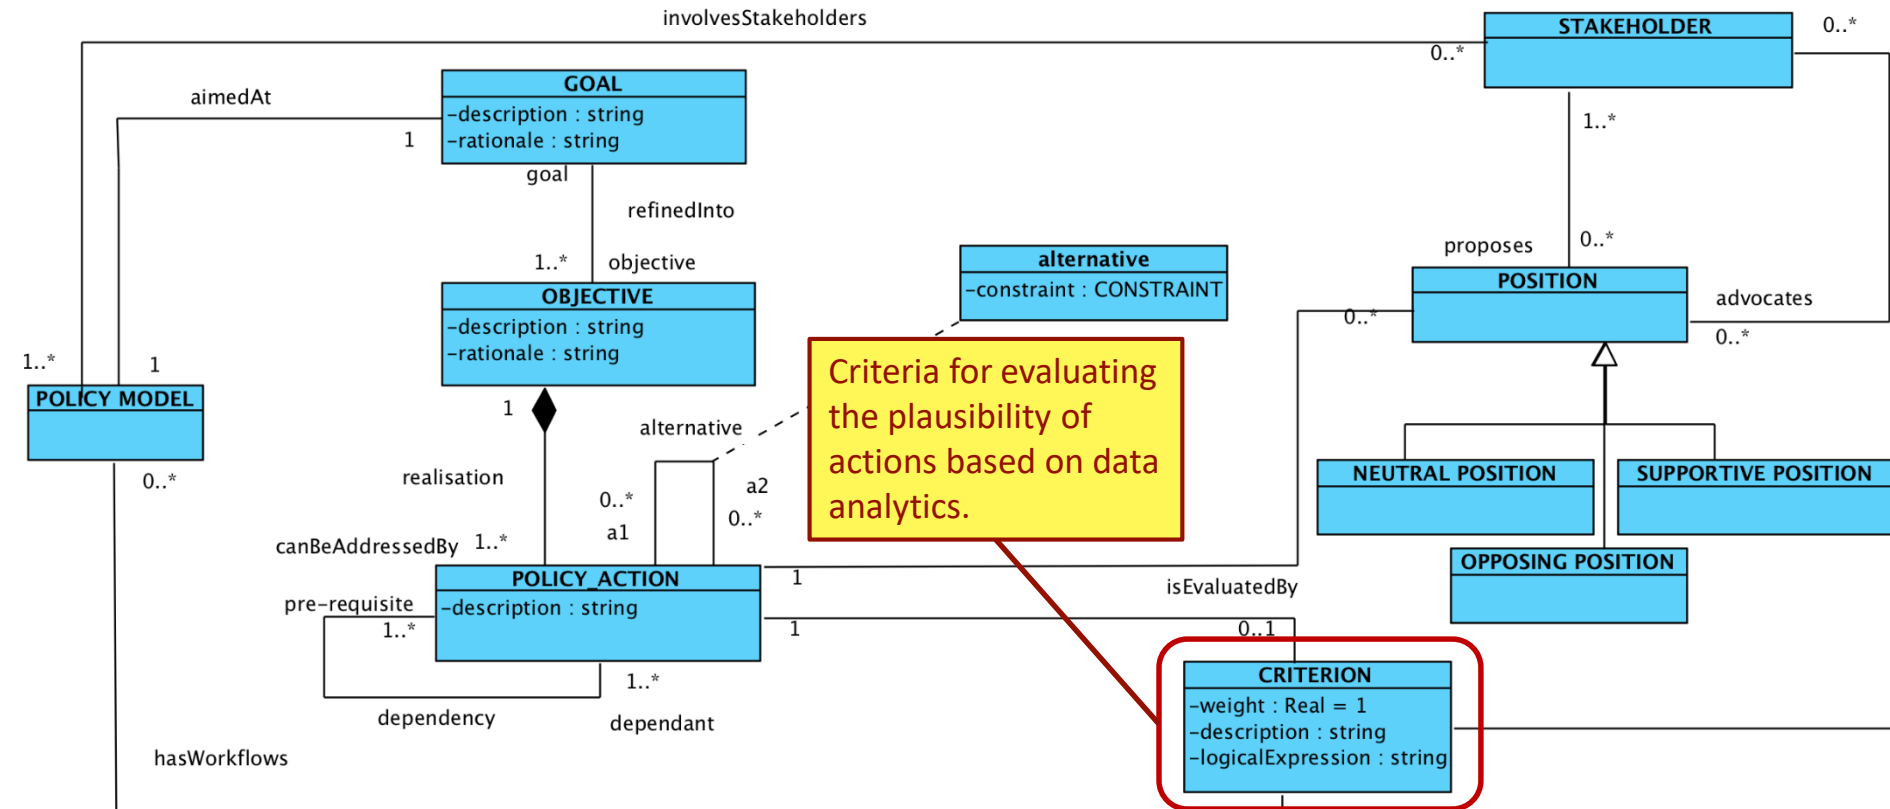 involvesStakeholders
STAKEHOLDER
0..*
0..*
GOAL
-description : string
-rationale : string
aimedAt
1
goal
1..*
refinedInto
proposes
0..*
1..*
objective
alternative
-constraint : CONSTRAINT
POSITION
OBJECTIVE
-description : string
-rationale : string
advocates
0..*
0..*
1..*
1
POLICY MODEL
Criteria for evaluating
the plausibility of
actions based on data
analytics.
1
alternative
0..*
realisation
0..*
a1
a2
0..*
NEUTRAL POSITION
SUPPORTIVE POSITION
canBeAddressedBy
1..*
OPPOSING POSITION
POLICY_ACTION
-description : string
1
isEvaluatedBy
pre-requisite
1..*
1
0..1
CRITERION
-weight : Real = 1
-description : string
-logicalExpression : string
1..*
dependency
dependant
hasWorkflows